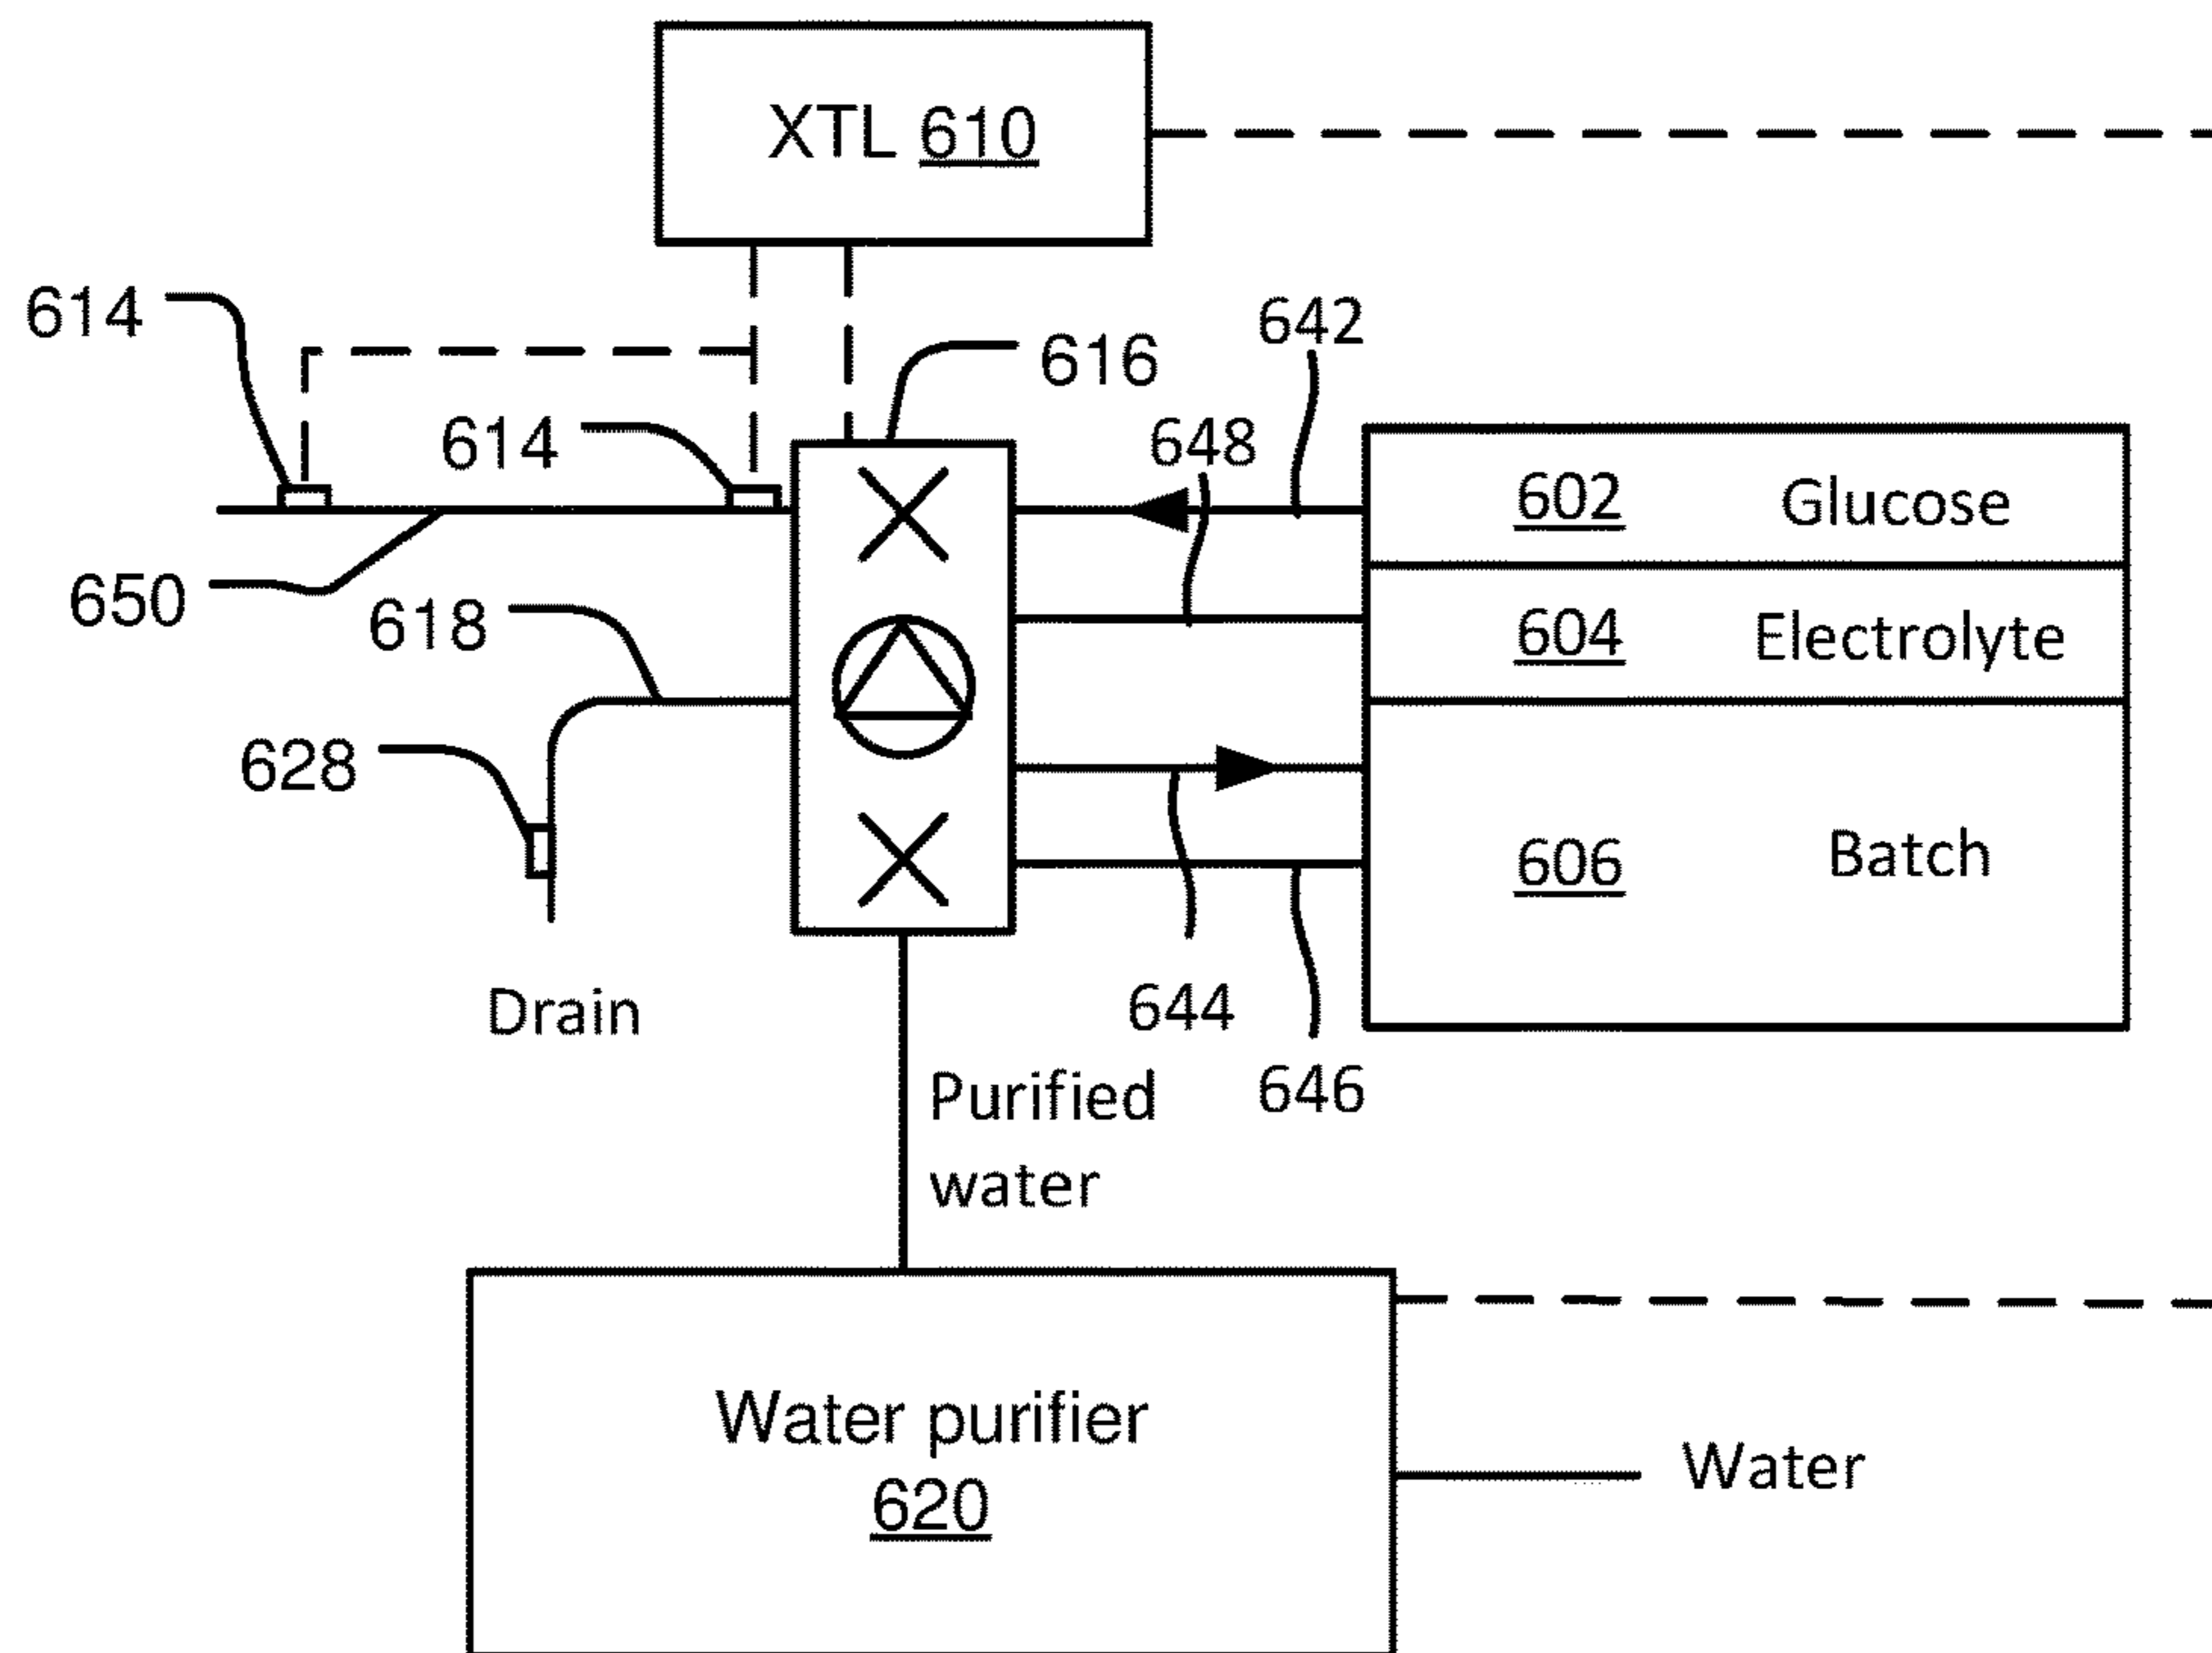 XTL 610
614
642
616
614
648
602 Glucose
650
618
604 Electrolyte
628
606 Batch
Drain
644
646
Purified
water
Water purifier
620
Water